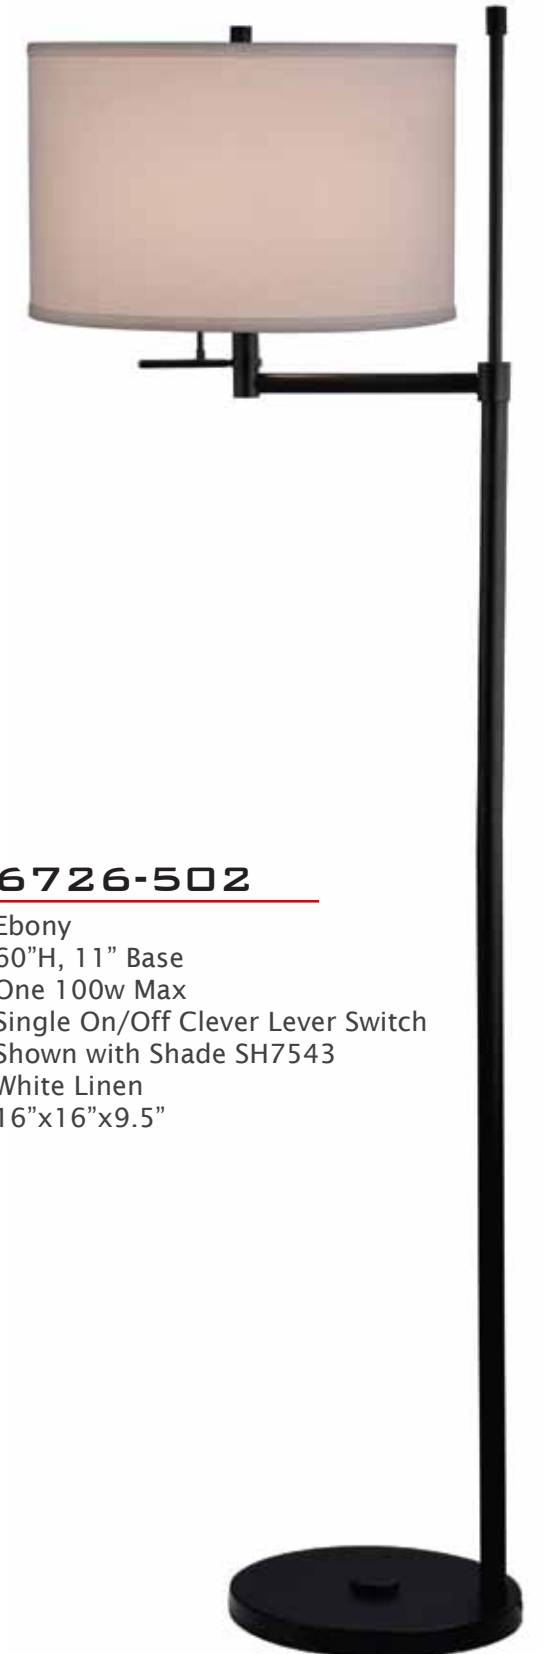 6726-502
Ebony
60”H, 11” Base
One 100w Max
Single On/Off Clever Lever Switch
Shown with Shade SH7543
White Linen
16”x16”x9.5”